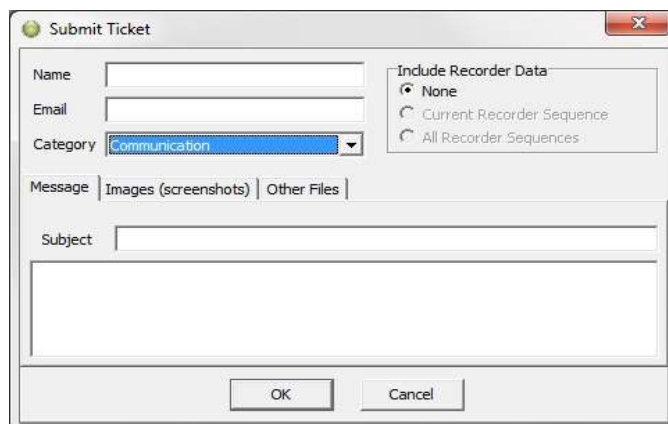 Submit Ticket
Name
Include Recorder Data
None
Email
Current Recorder Sequence
Category Communication
All Recorder Sequences
Message Images (screenshots) Other Files
Subject
OK Cancel